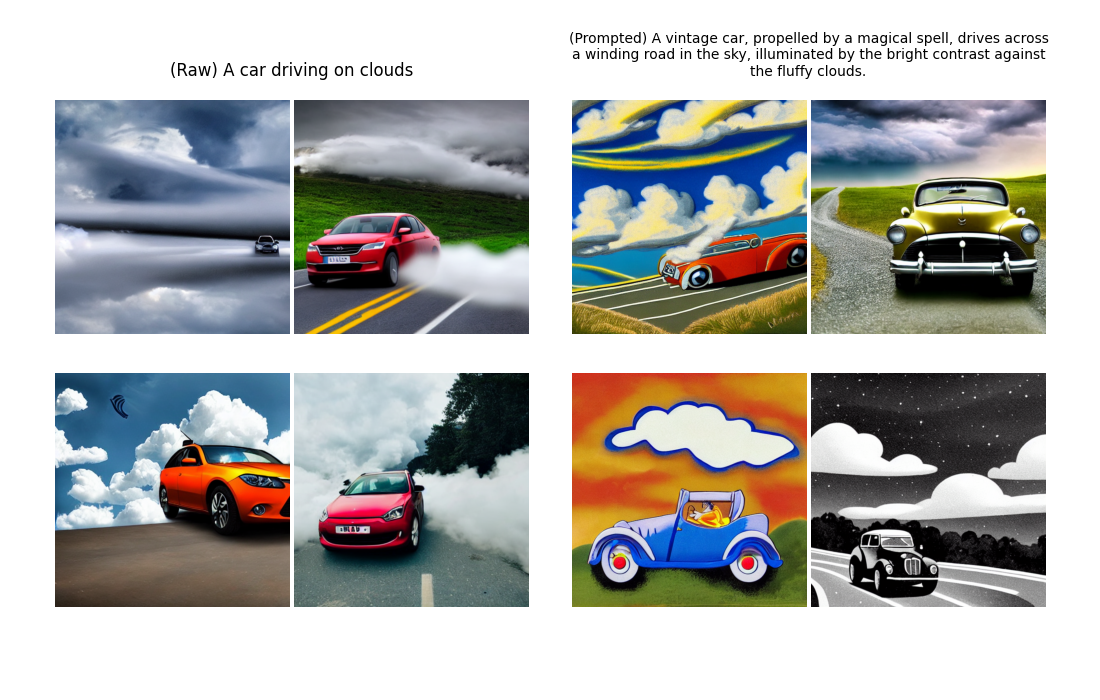 (Raw) A car driving on clouds
(Prompted) A vintage car, propelled by a magical spell, drives across
a winding road in the sky, illuminated by the bright contrast against
the fluffy clouds.